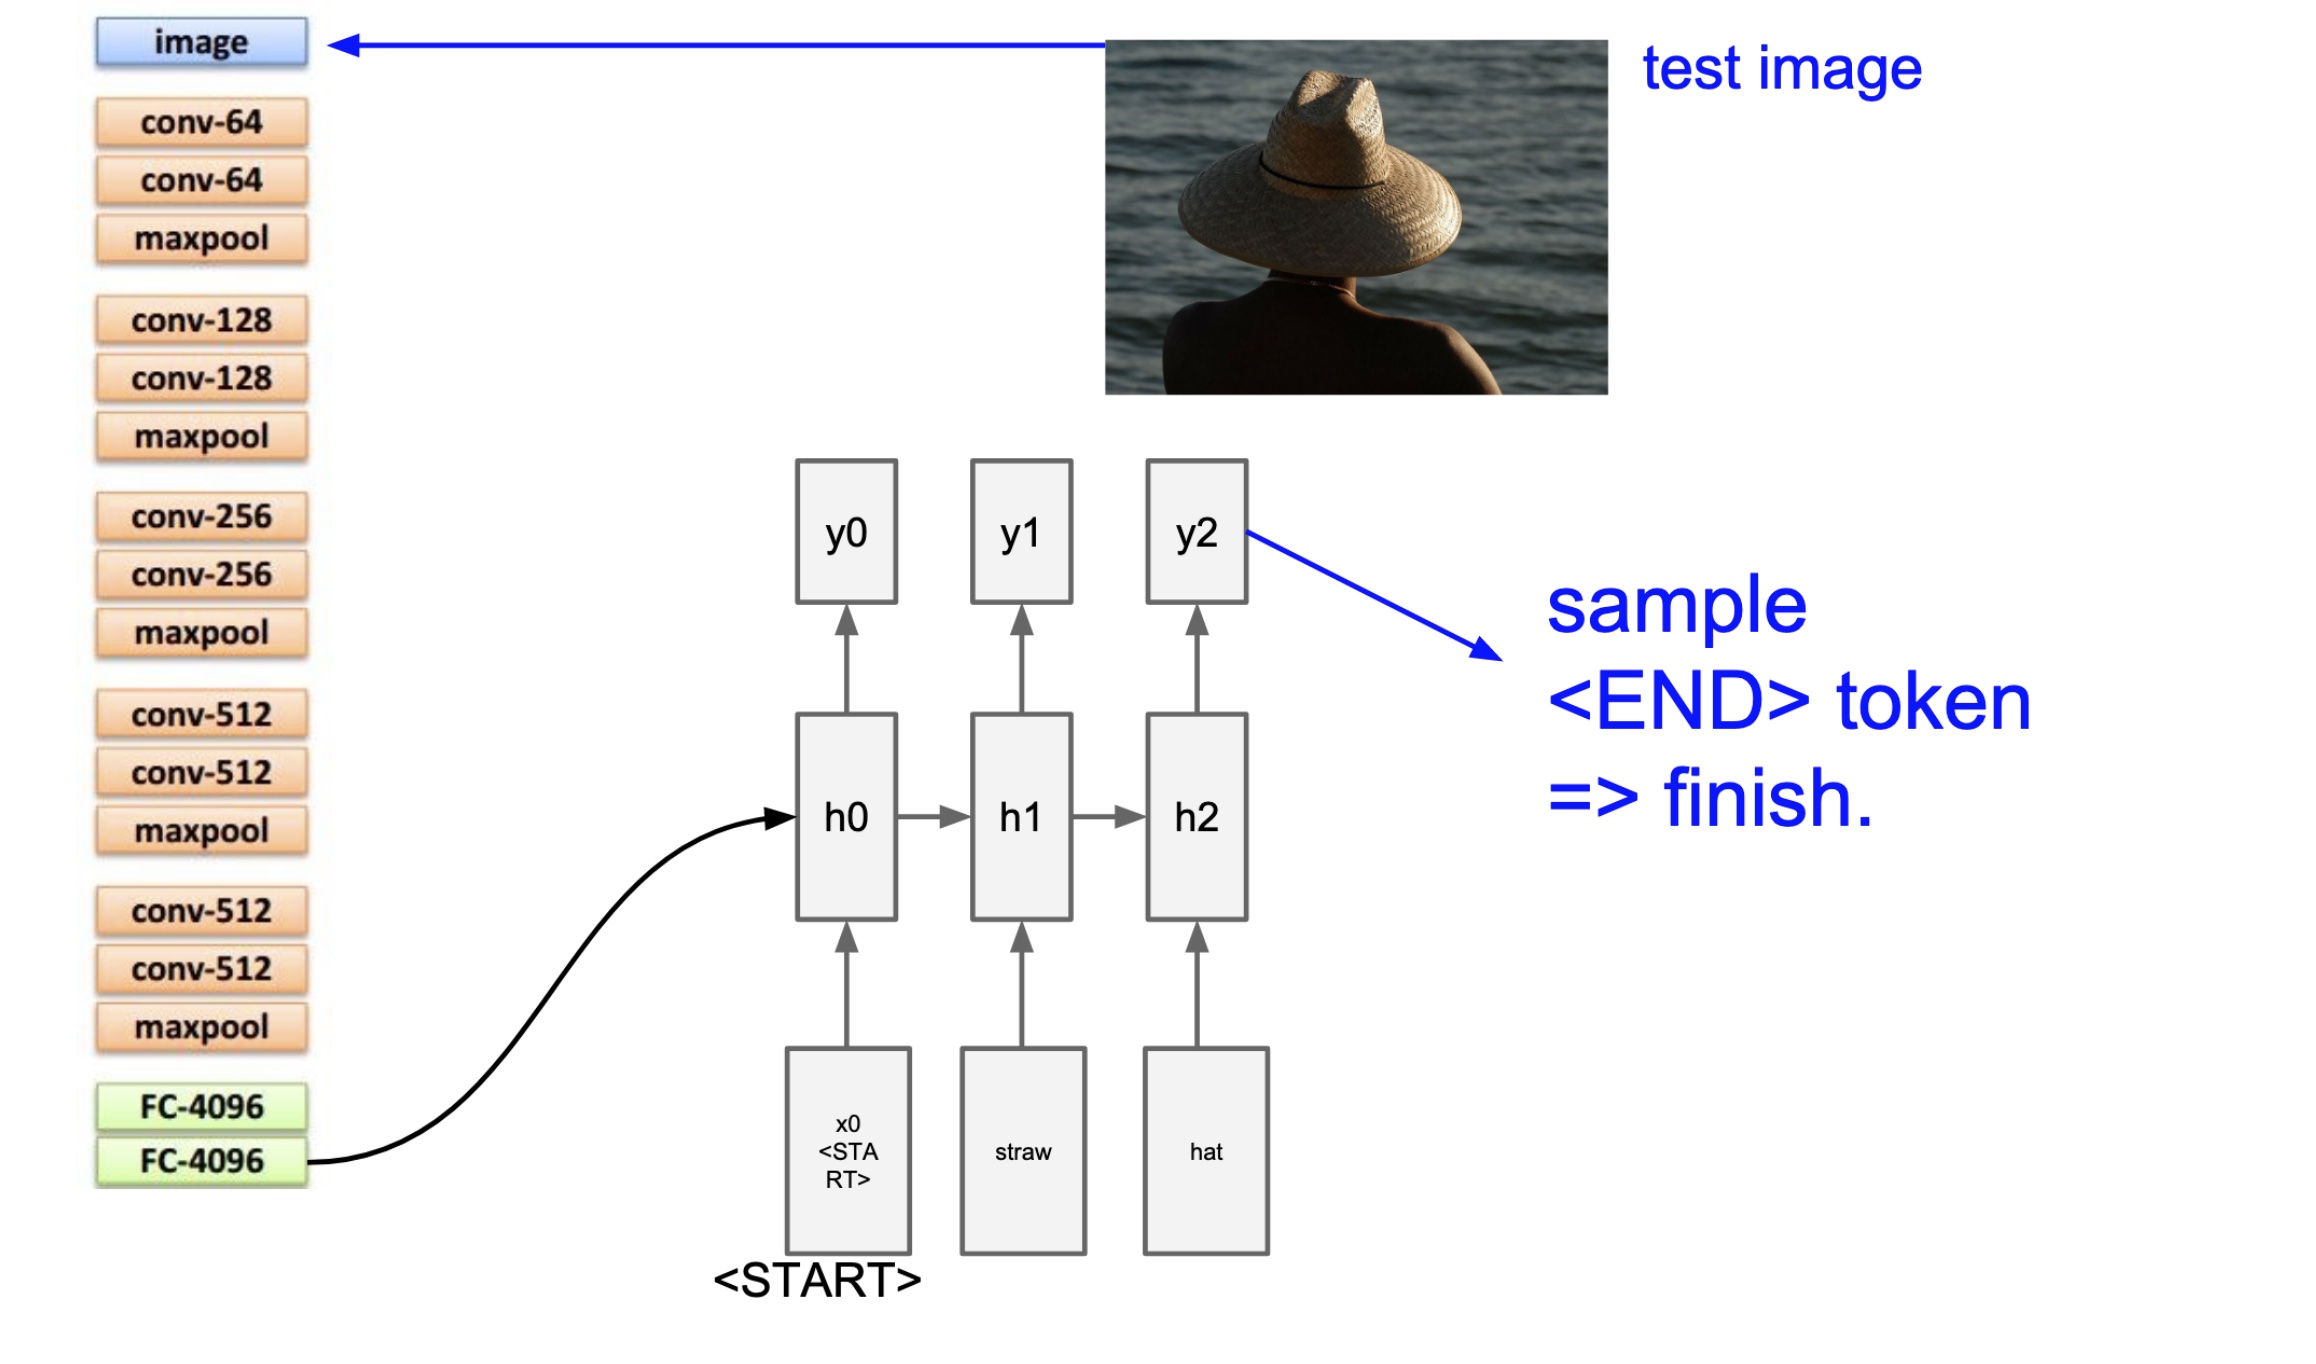 image
conv-64
conv-64
maxpool
conv-128
conv-128
maxpool
conv-256
conv-256
maxpool
conv-512
conv-512
maxpool
conv-512
conv-512
maxpool
FC-4096
FC-4096
test image
y0
y1
y2
sample
<END> token
=> finish.
h0
h1
h2
x0
<STA
RT>
straw
hat
<START>